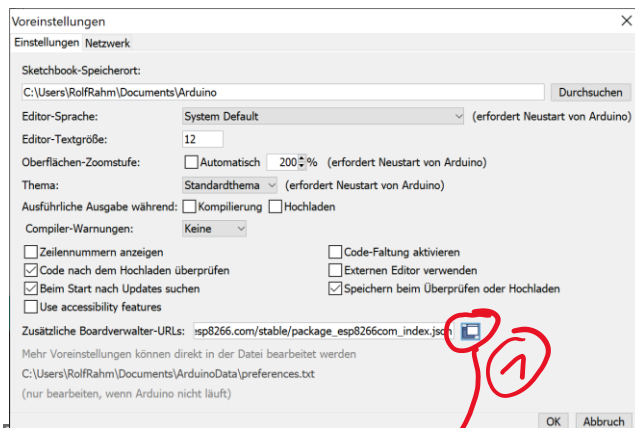 Voreinstellungen
Einstellungen Netzwerk
Sketchbook-Speicherort:
C:\Users\RolfRahm\Documents\Arduino Durchsuchen
Editor-Sprache: System Default (erfordert Neustart von Arduino)
Editor-Textgröße: 12
Oberflächen-Zoomstufe: Automatisch 200 % (erfordert Neustart von Arduino)
Thema: Standardthema (erfordert Neustart von Arduino)
Ausführliche Ausgabe während: Kompilierung Hochladen
Compiler-Warnungen: Keine
Zeilennummern anzeigen Code-Faltung aktivieren
Code nach dem Hochladen überprüfen Externen Editor verwenden
Beim Start nach Updates suchen Speichern beim Überprüfen oder Hochladen
Use accessibility features
Zusätzliche Boardverwalter-URLs: esp8266.com/stable/package_esp8266com_index.json
1
Mehr Voreinstellungen können direkt in der Datei bearbeitet werden
C:\Users\RolfRahm\Documents\ArduinoData\preferences.txt
(nur bearbeiten, wenn Arduino nicht läuft)
OK Abbruch